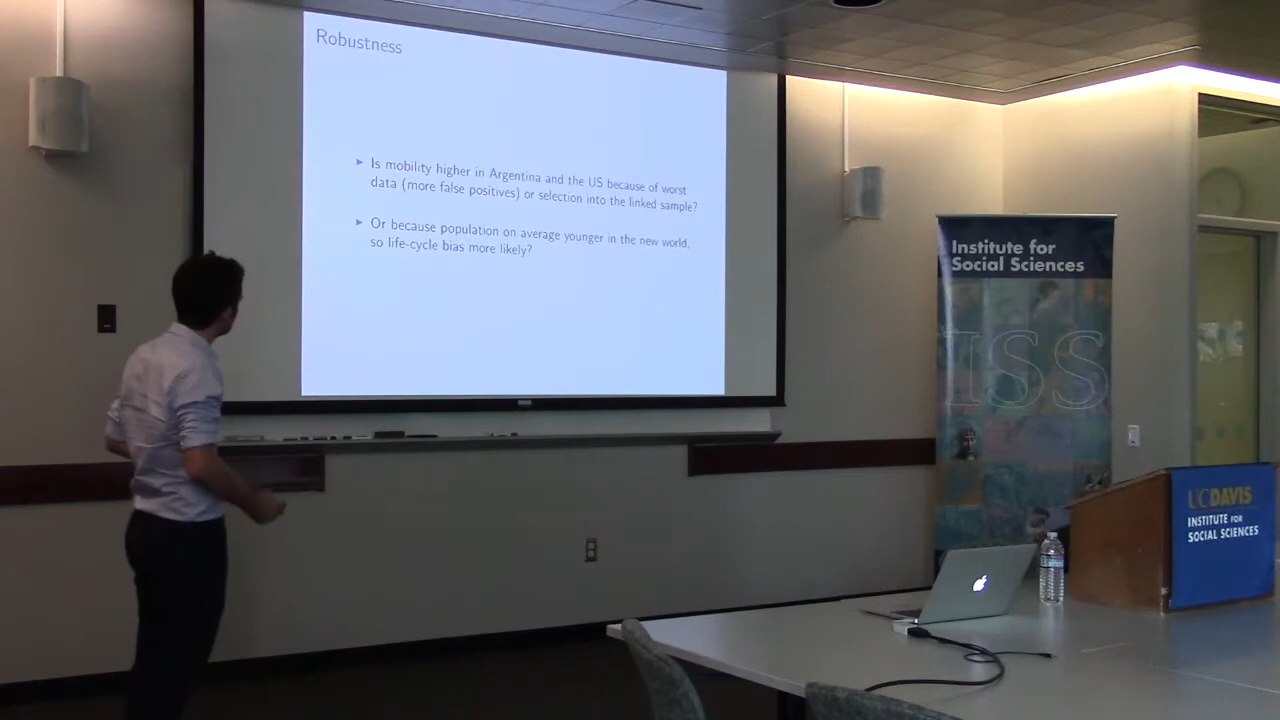 Robustness
Is mobility higher in Argentina and the US because of worst
data (more false positives) or selection into the linked sample?
Or because population on average younger in the new world,
so life-cycle bias more likely?
Institute for
Social Sciences
ISS
UCDAVIS
INSTITUTE FOR
SOCIAL SCIENCES